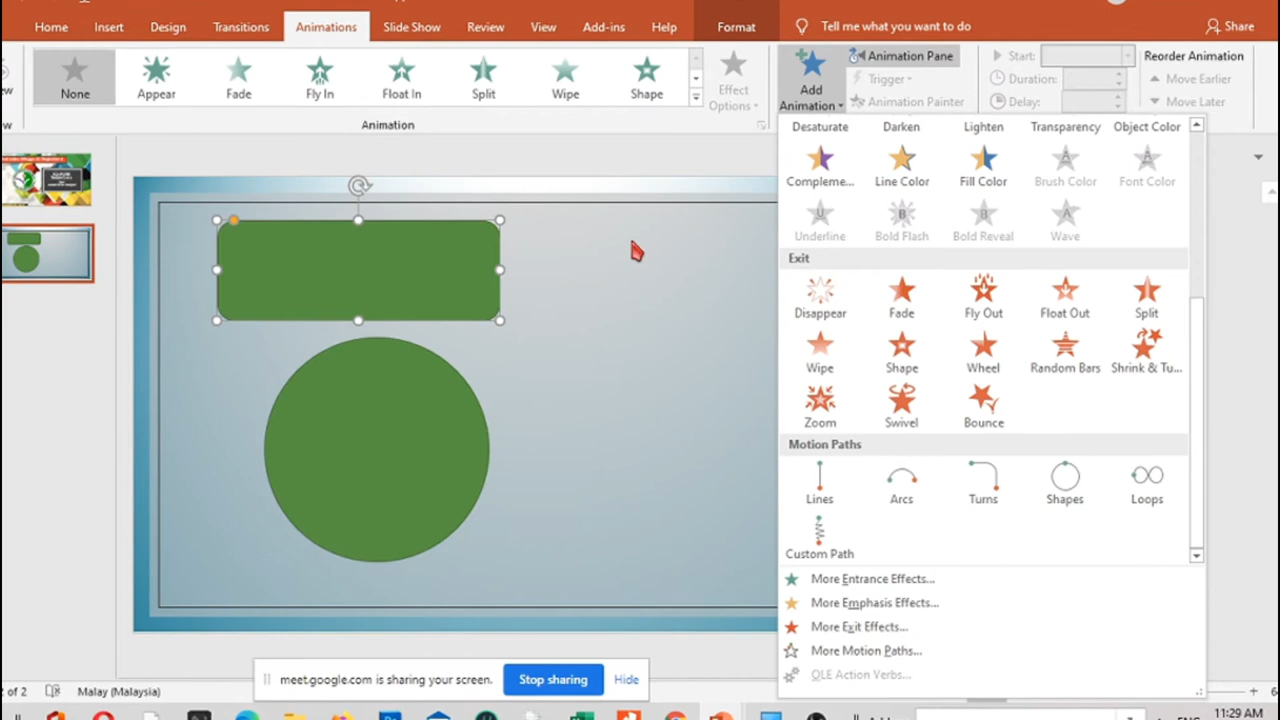 Home Insert Design Transitions Animations Slide Show Review View Add-ins Help Format Tell me what you want to do Share
None Appear Fade Fly In Float In Split Wipe Shape
Effect
Options
Add
Animation
Animation Pane
Trigger
Animation Painter
Start:
Duration:
Delay:
Reorder Animation
Move Earlier
Move Later
Animation
Desaturate Darken Lighten Transparency Object Color
Compleme... Line Color Fill Color Brush Color Font Color
Underline Bold Flash Bold Reveal Wave
Exit
Disappear Fade Fly Out Float Out Split
Wipe Shape Wheel Random Bars Shrink & Tu...
Zoom Swivel Bounce
Motion Paths
Lines Arcs Turns Shapes Loops
Custom Path
More Entrance Effects...
More Emphasis Effects...
More Exit Effects...
More Motion Paths...
OLE Action Verbs...
meet.google.com is sharing your screen. Stop sharing Hide
of 2 Malay (Malaysia)
11:29 AM